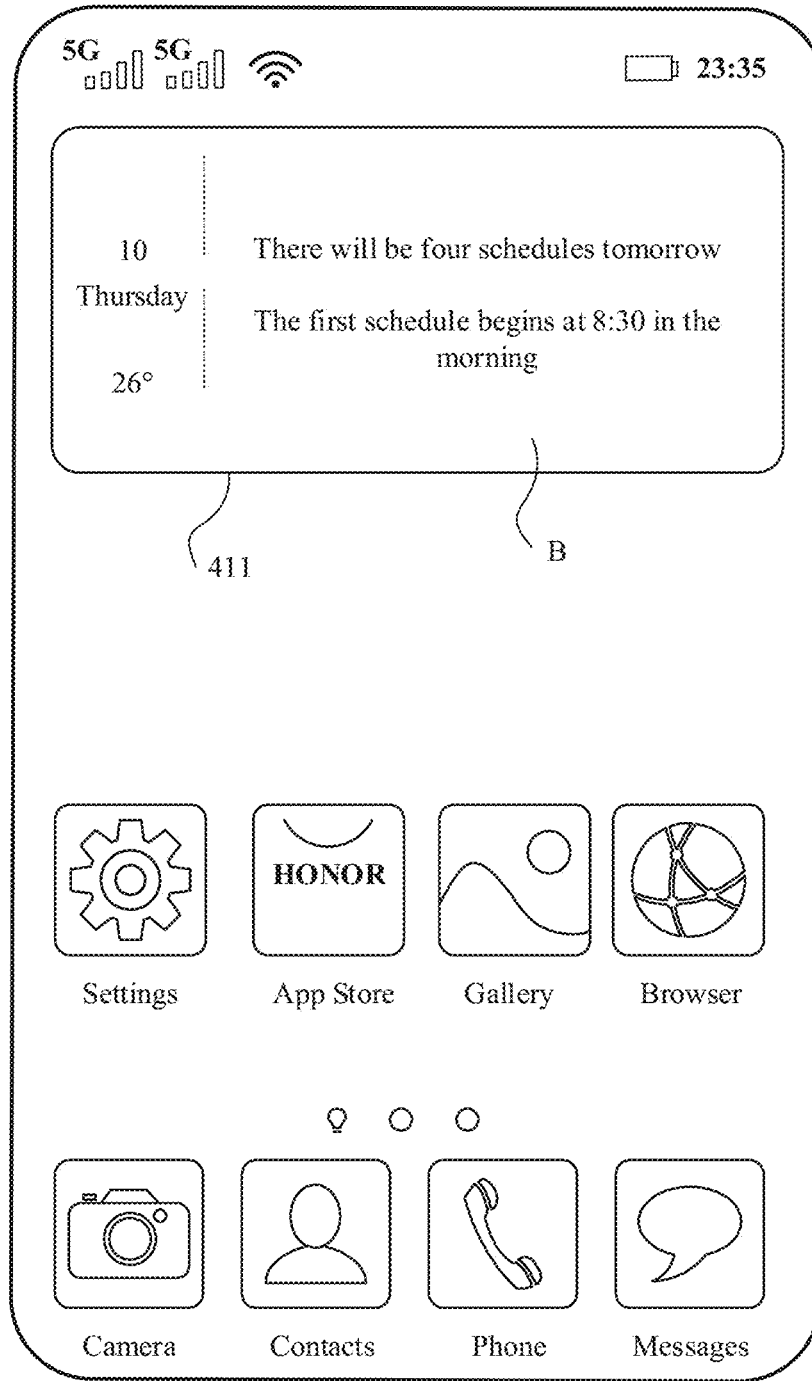 5G 5G 23:35
10
Thursday
26°
There will be four schedules tomorrow
The first schedule begins at 8:30 in the
morning
411
B
HONOR
Settings App Store Gallery Browser
Camera Contacts Phone Messages